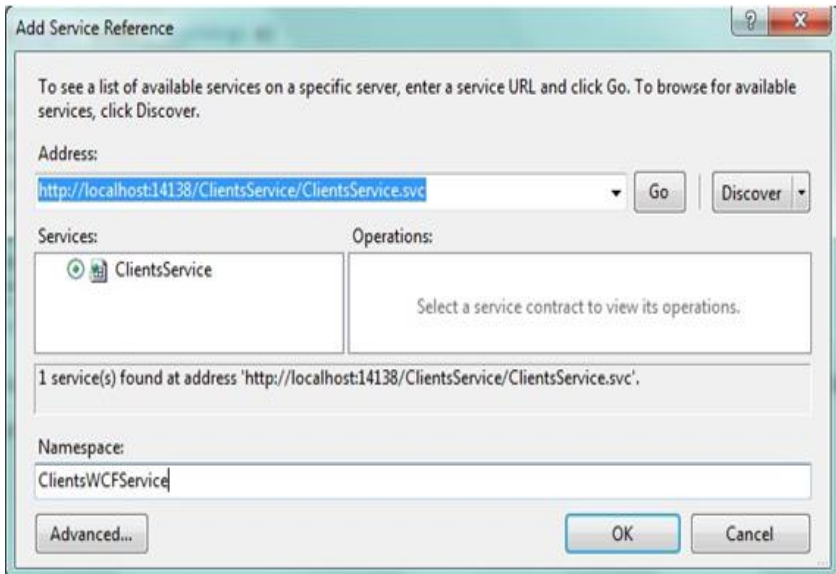 Add Service Reference
To see a list of available services on a specific server, enter a service URL and click Go. To browse for available
services, click Discover.
Address:
http://localhost:14138/ClientsService/ClientsService.svc
Go
Discover
Services:
Operations:
ClientsService
Select a service contract to view its operations.
1 service(s) found at address 'http://localhost:14138/ClientsService/ClientsService.svc'.
Namespace:
ClientsWCFService
Advanced...
OK
Cancel